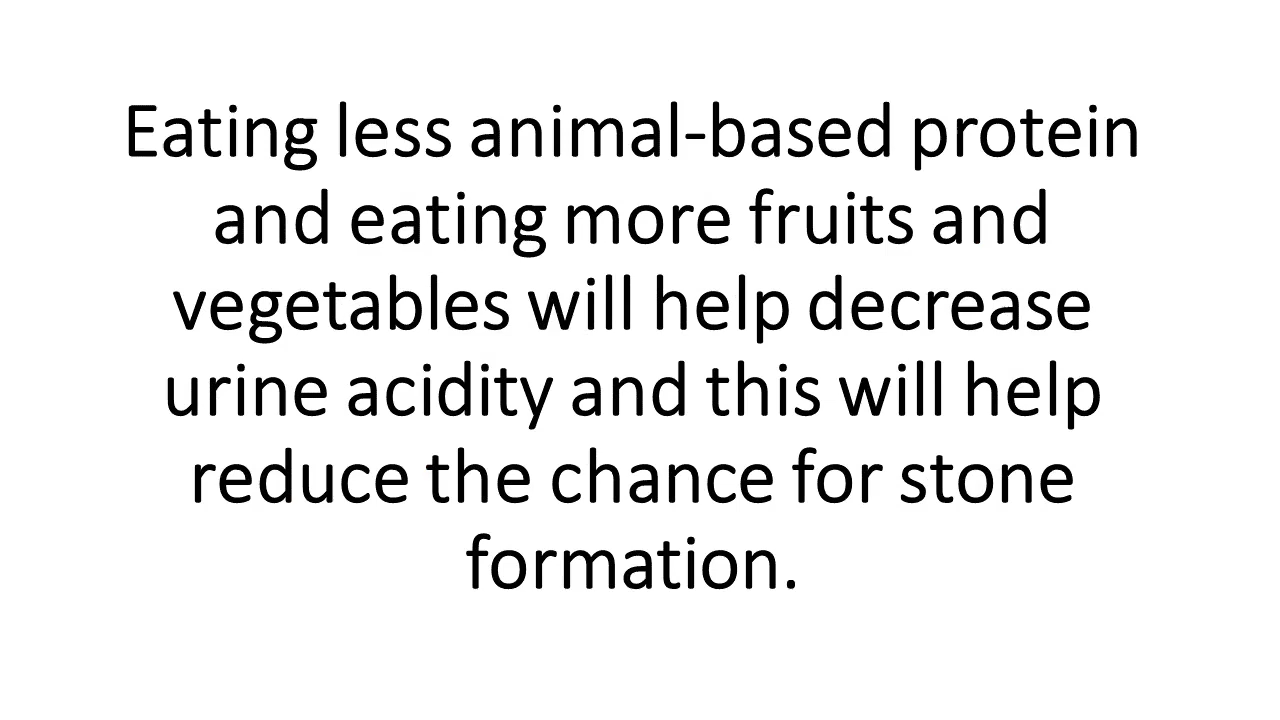 Eating less animal-based protein
and eating more fruits and
vegetables will help decrease
urine acidity and this will help
reduce the chance for stone
formation.